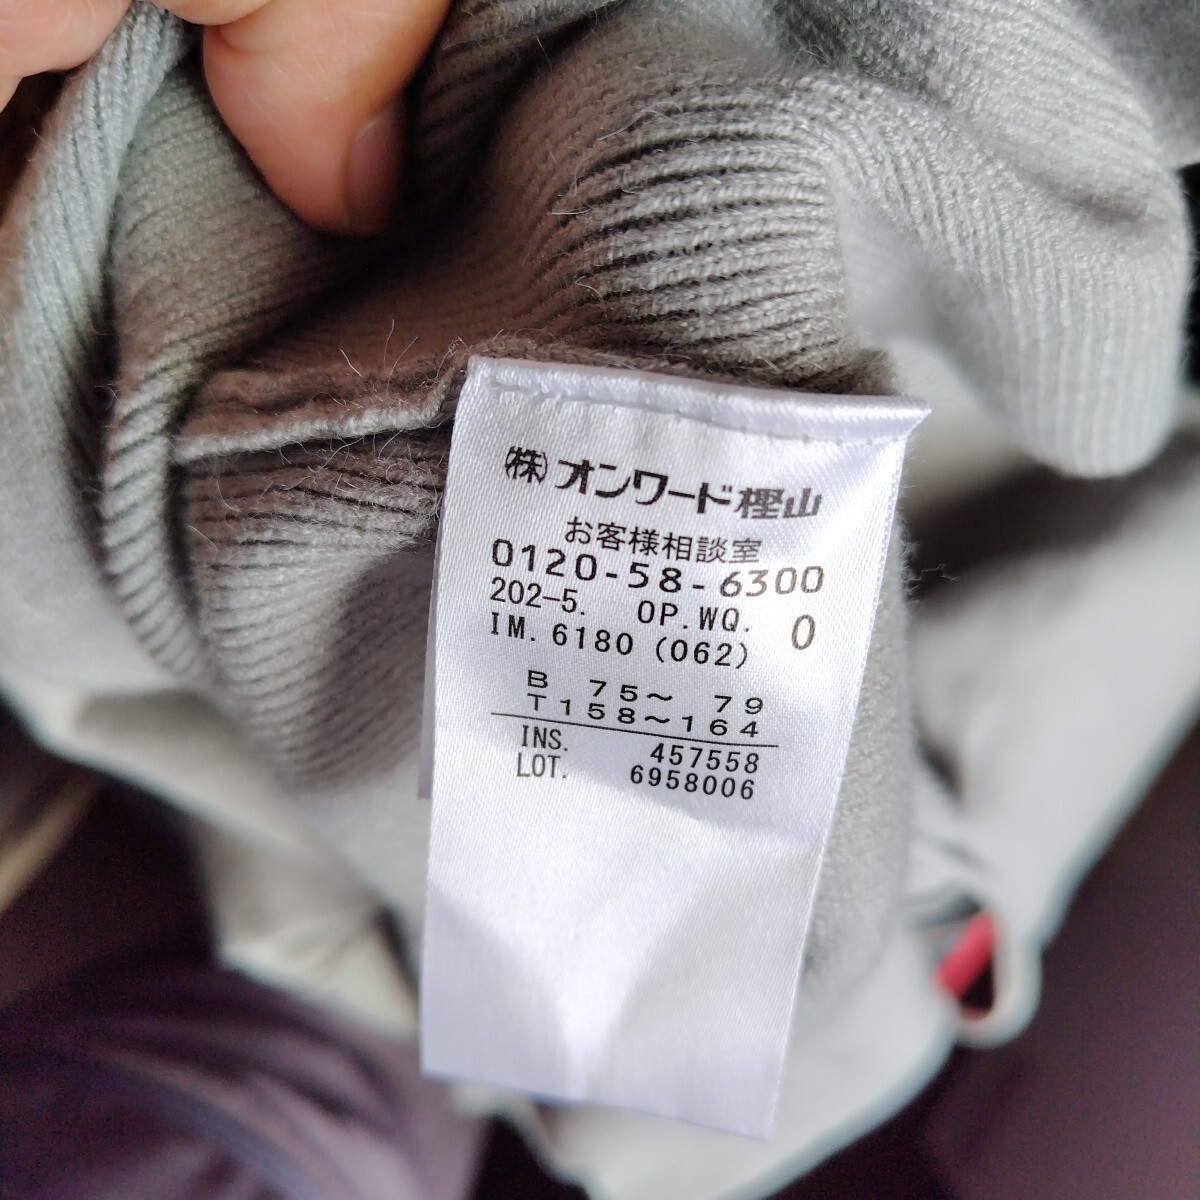 ㈱オンワード樫山
お客様相談室
0120-58-6300
202-5. OP.WQ. 0
IM. 6180 (062)
B 75～ 79
T158～164
INS. 457558
LOT. 6958006